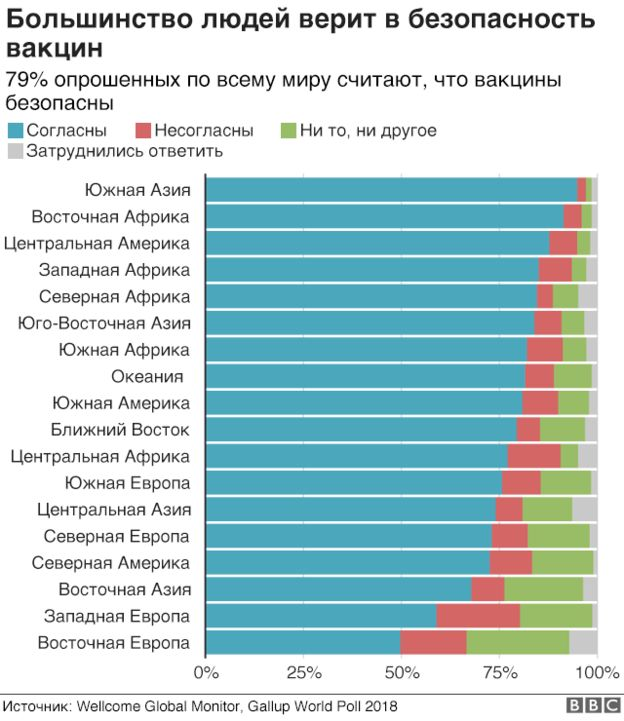 Большинство людей верит в безопасность
вакцин
79% опрошенных по всему миру считают, что вакцины
безопасны
Согласны Несогласны Ни то, ни другое
Затруднились ответить
Южная Азия
Восточная Африка
Центральная Америка
Западная Африка
Северная Африка
Юго-Восточная Азия
Южная Африка
Океания
Южная Америка
Ближний Восток
Центральная Африка
Южная Европа
Центральная Азия
Северная Европа
Северная Америка
Восточная Азия
Западная Европа
Восточная Европа
0% 25% 50% 75% 100%
Источник: Wellcome Global Monitor, Gallup World Poll 2018 BBC